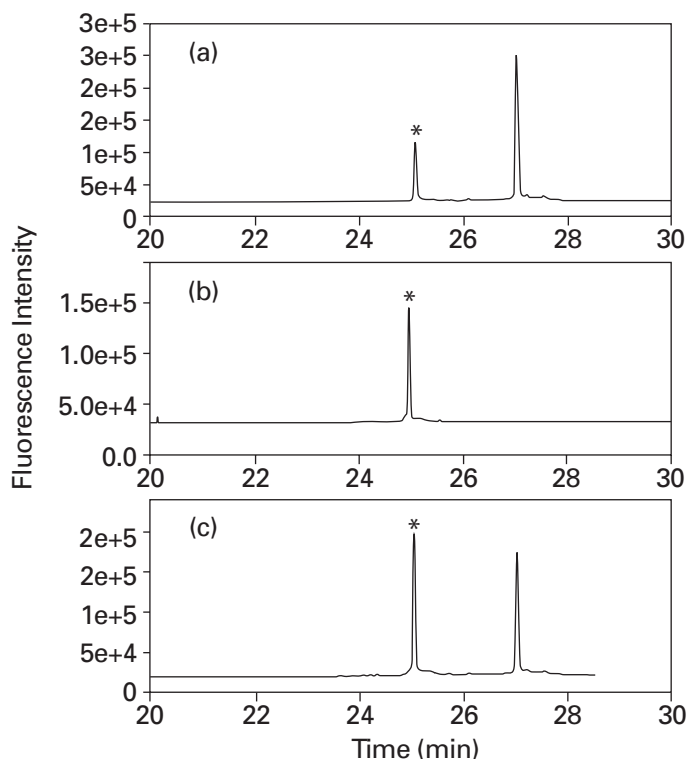 Fluorescence Intensity
3e+5
3e+5
2e+5
2e+5
1e+5
5e+4
0
(a)
*
20 22 24 26 28 30
1.5e+5
1.0e+5
5.0e+4
0.0
(b)
*
20 22 24 26 28 30
2e+5
2e+5
1e+5
5e+4
0
(c)
*
20 22 24 26 28 30
Time (min)